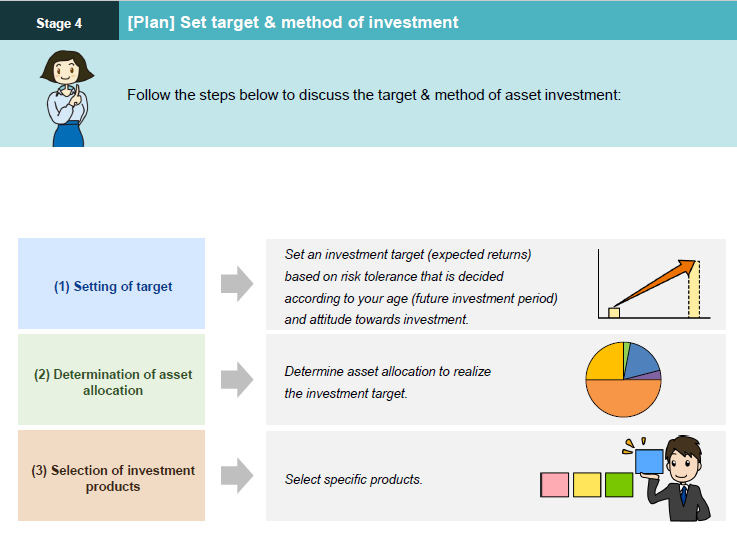 Stage 4
[Plan] Set target & method of investment
Follow the steps below to discuss the target & method of asset investment:
(1) Setting of target
Set an investment target (expected returns)
based on risk tolerance that is decided
according to your age (future investment period)
and attitude towards investment.
(2) Determination of asset
allocation
Determine asset allocation to realize
the investment target.
(3) Selection of investment
products
Select specific products.